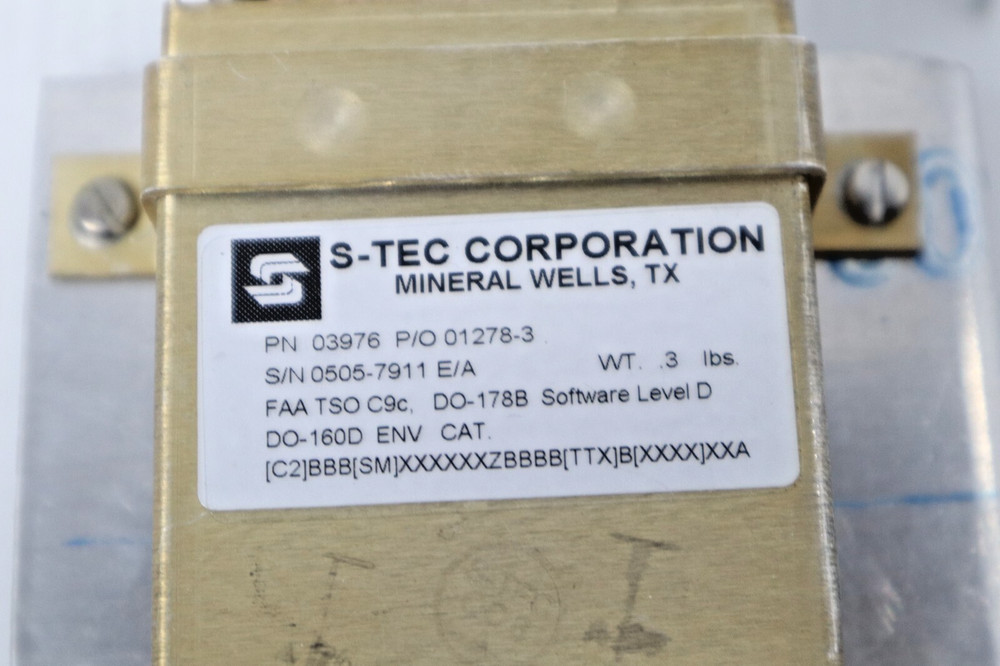 S-TEC CORPORATION
MINERAL WELLS, TX
PN 03976 P/O 01278-3
S/N 0505-7911 E/A WT. .3 lbs.
FAA TSO C9c, DO-178B Software Level D
DO-160D ENV CAT.
[C2]BBB[SM]XXXXXXZBBBB[TTX]B[XXXX]XXA